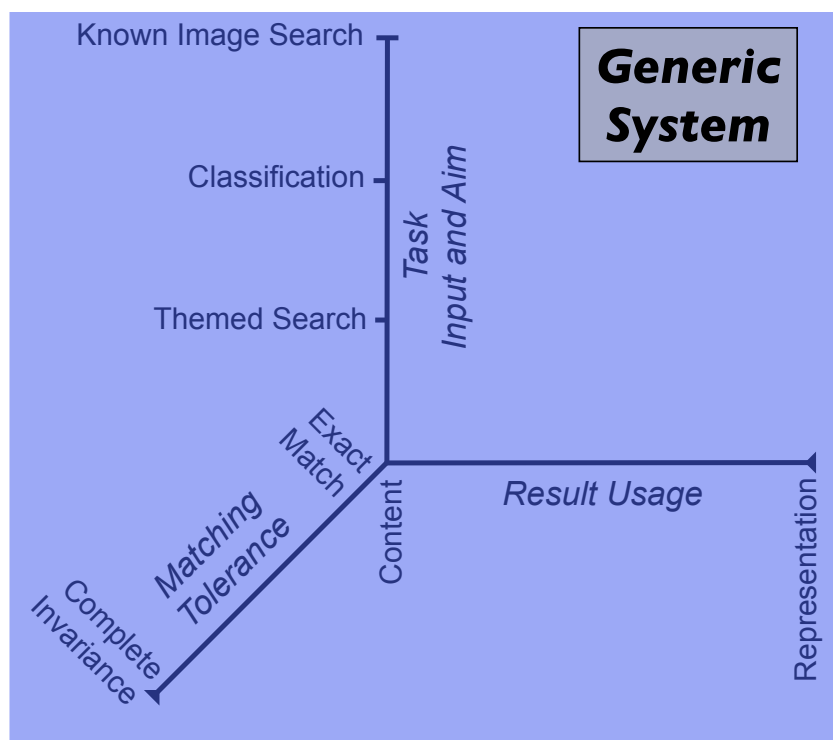 Known Image Search
Generic
System
Classification
Task
Input and Aim
Themed Search
Exact
Match
Matching
Tolerance
Complete
Invariance
Content
Result Usage
Representation